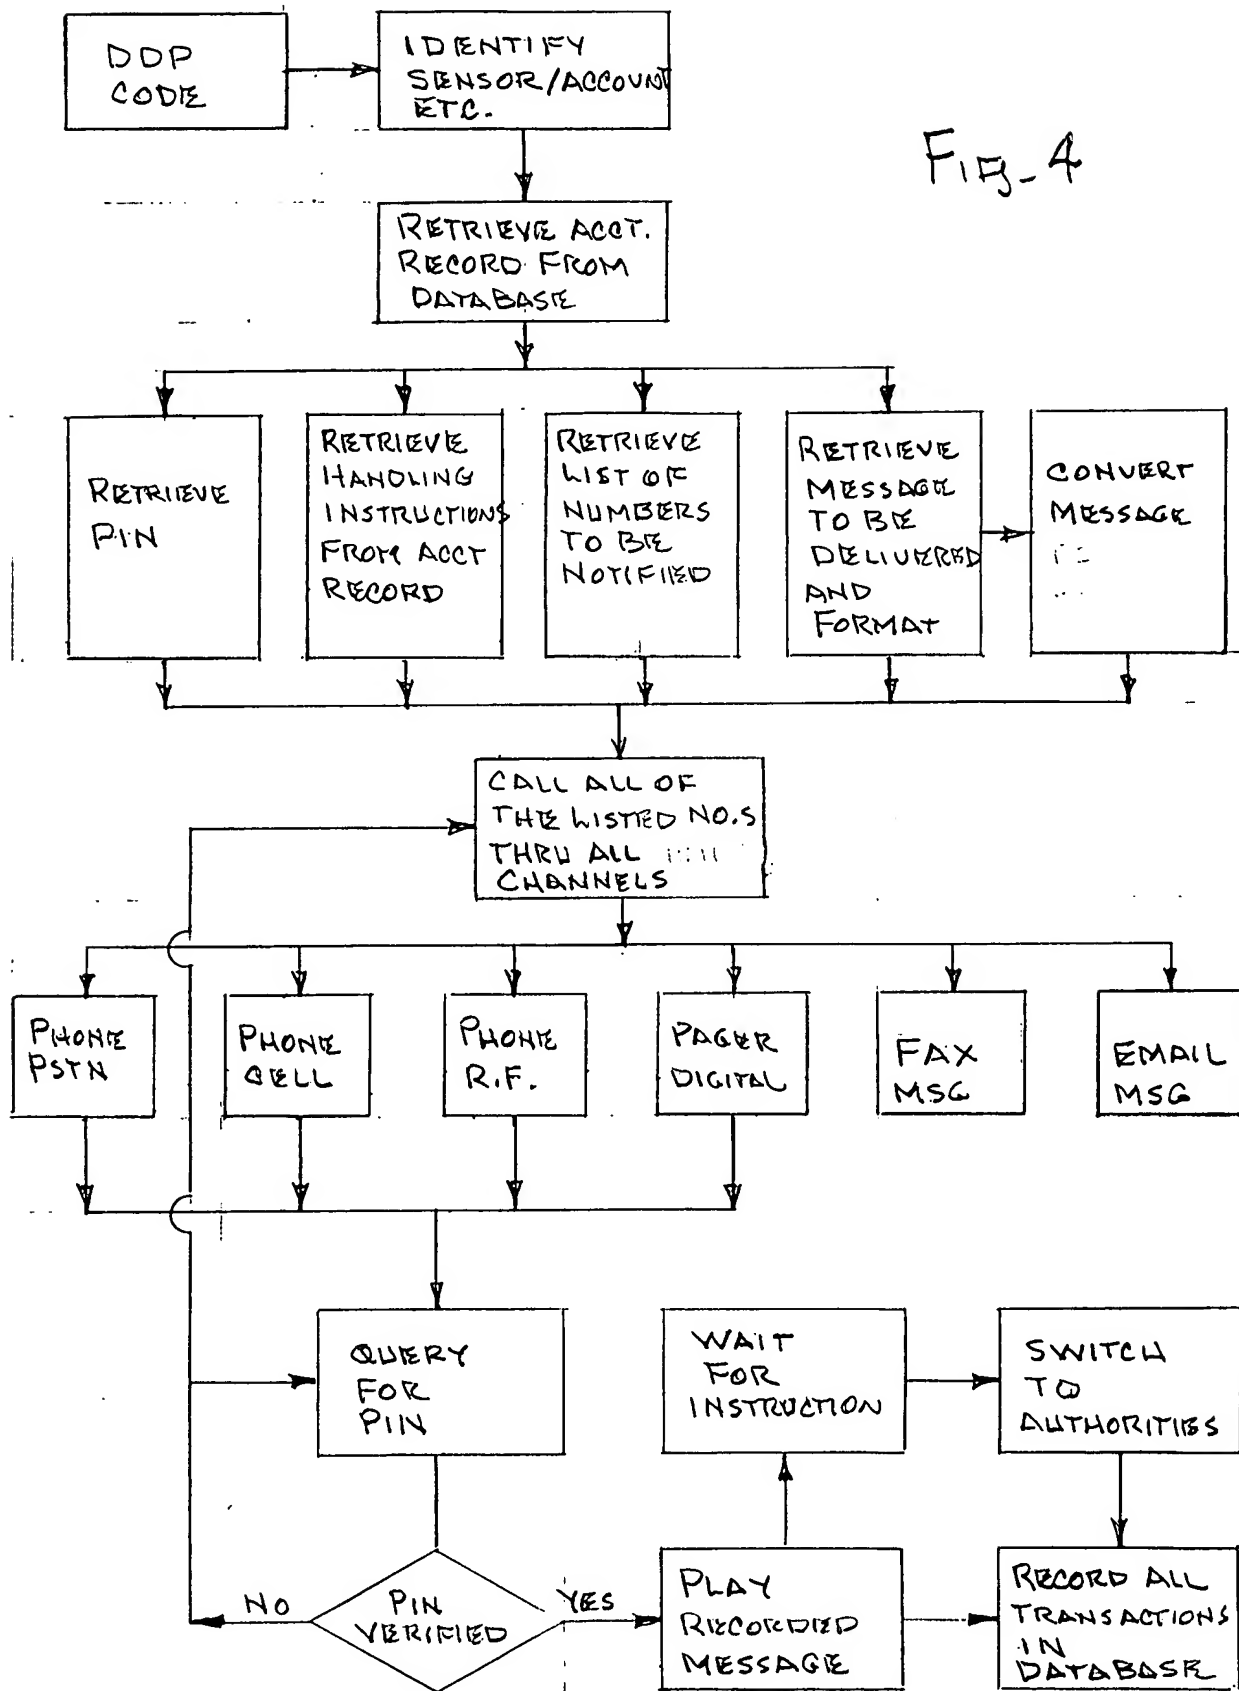 DDP
CODE
IDENTIFY
SENSOR/ACCOUNT
ETC.
FIG-4
RETRIEVE ACCT.
RECORD FROM
DATABASE
RETRIEVE
PIN
RETRIEVE
HANDLING
INSTRUCTIONS
FROM ACCT
RECORD
RETRIEVE
LIST OF
NUMBERS
TO BE
NOTIFIED
RETRIEVE
MESSAGE
TO BE
DELIVERED
AND
FORMAT
CONVERT
MESSAGE
CALL ALL OF
THE LISTED NO.S
THRU ALL
CHANNELS
PHONE
PSTN
PHONE
CELL
PHONE
R.F.
PAGER
DIGITAL
FAX
MSG
EMAIL
MSG
QUERY
FOR
PIN
WAIT
FOR
INSTRUCTION
SWITCH
TO
AUTHORITIES
NO
PIN
VERIFIED
YES
PLAY
RECORDED
MESSAGE
RECORD ALL
TRANSACTIONS
IN
DATABASE